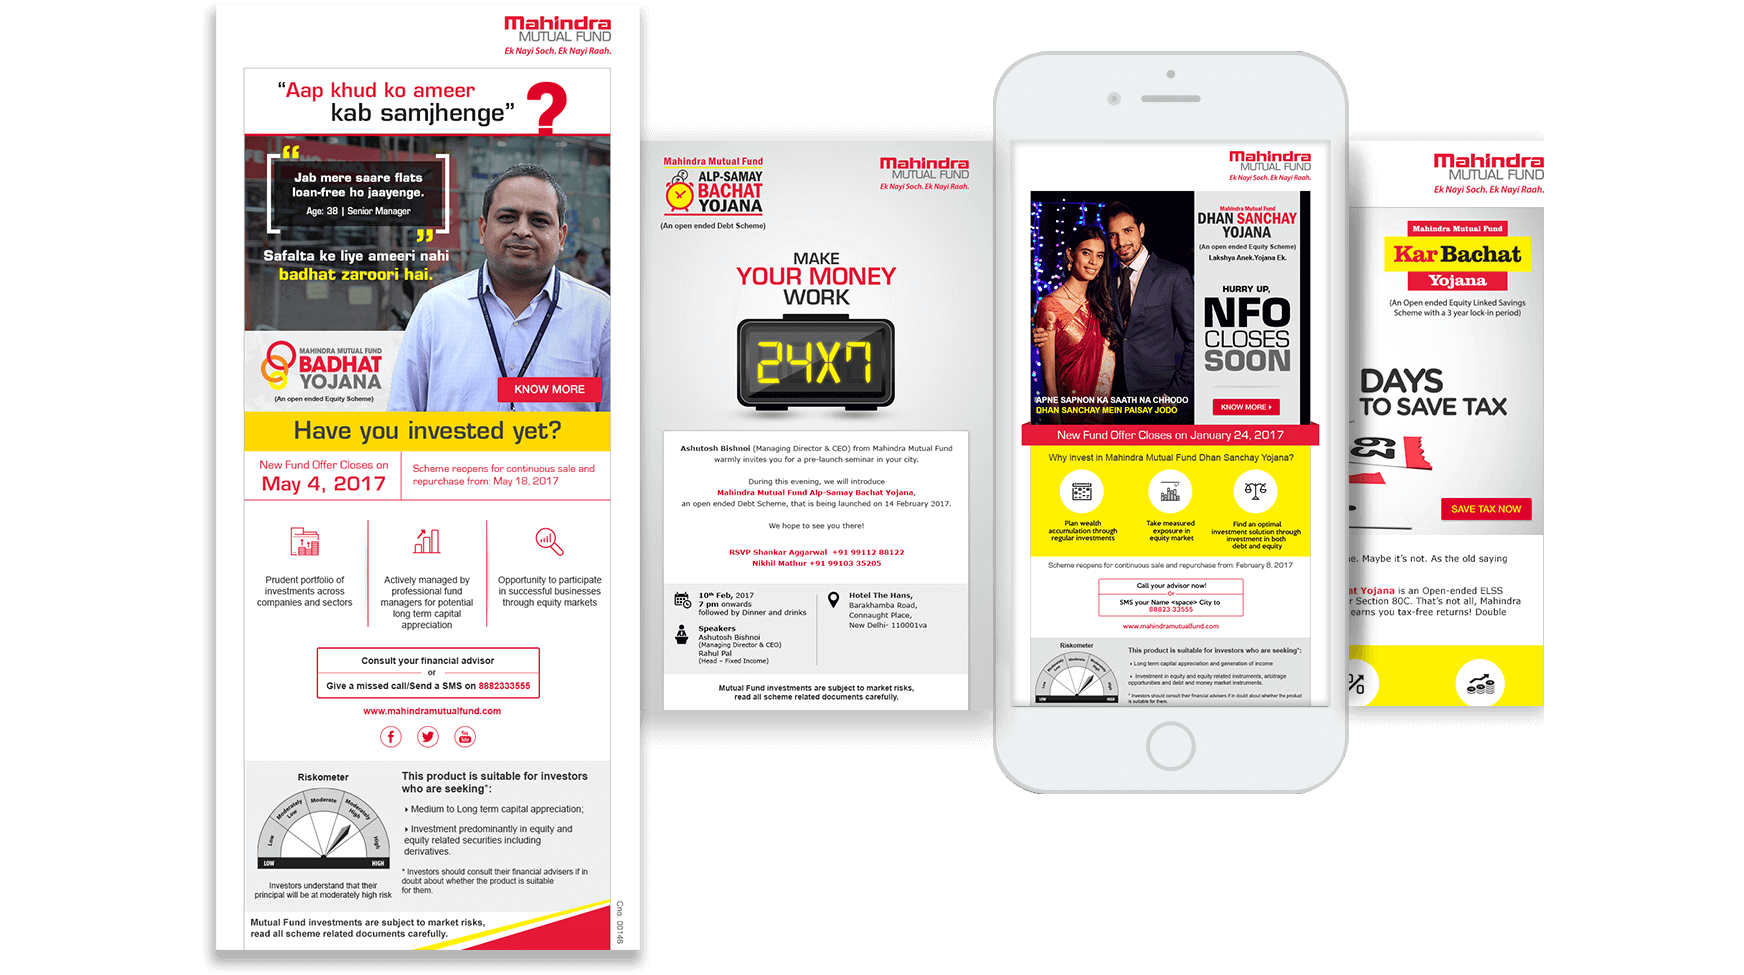 Mahindra
MUTUAL FUND
Ek Nayi Soch. Ek Nayi Raah.
“Aap khud ko ameer
kab samjhenge” ?
“
Jab mere saare flats
loan-free ho jaayenge.
Age: 38 | Senior Manager
”
Safalta ke liye ameeri nahi
badhat zaroori hai.
MAHINDRA MUTUAL FUND
BADHAT
YOJANA
(An open ended Equity Scheme)
KNOW MORE
Have you invested yet?
New Fund Offer Closes on
May 4, 2017
Scheme reopens for continuous sale and
repurchase from: May 18, 2017
Prudent portfolio of
investments across
companies and sectors
Actively managed by
professional fund
managers for potential
long term capital
appreciation
Opportunity to participate
in successful businesses
through equity markets
Consult your financial advisor
or
Give a missed call/Send a SMS on 8882333555
www.mahindramutualfund.com
f
You
Tube
Riskometer
Low
Moderately
Low
Moderate
Moderately
High
High
LOW
HIGH
Investors understand that their
principal will be at moderately high risk
This product is suitable for investors
who are seeking*:
Medium to Long term capital appreciation;
Investment predominantly in equity and
equity related securities including
derivatives.
* Investors should consult their financial advisers if in
doubt about whether the product is suitable
for them.
Mutual Fund investments are subject to market risks,
read all scheme related documents carefully.
Cno. 00146
Mahindra Mutual Fund
ALP-SAMAY
BACHAT
YOJANA
(An open ended Debt Scheme)
Mahindra
MUTUAL FUND
Ek Nayi Soch. Ek Nayi Raah.
MAKE
YOUR MONEY
WORK
24X7
Ashutosh Bishnoi (Managing Director & CEO) from Mahindra Mutual Fund
warmly invites you for a pre-launch seminar in your city.
During this evening, we will introduce
Mahindra Mutual Fund Alp-Samay Bachat Yojana,
an open ended Debt Scheme, that is being launched on 14 February 2017.
We hope to see you there!
RSVP Shankar Aggarwal +91 99112 88122
Nikhil Mathur +91 99103 35205
10th Feb, 2017
7 pm onwards
followed by Dinner and drinks
Speakers
Ashutosh Bishnoi
(Managing Director & CEO)
Rahul Pal
(Head – Fixed Income)
Hotel The Hans,
Barakhamba Road,
Connaught Place,
New Delhi- 110001va
Mutual Fund investments are subject to market risks,
read all scheme related documents carefully.
Mahindra
MUTUAL FUND
Ek Nayi Soch. Ek Nayi Raah.
Mahindra Mutual Fund
DHAN SANCHAY
YOJANA
(An open ended Equity Scheme)
Lakshya Anek.Yojana Ek.
HURRY UP,
NFO
CLOSES
SOON
KNOW MORE
APNE SAPNON KA SAATH NA CHHODO
DHAN SANCHAY MEIN PAISAY JODO
New Fund Offer Closes on January 24, 2017
Why invest in Mahindra Mutual Fund Dhan Sanchay Yojana?
Plan wealth
accumulation through
regular investments
Take measured
exposure in
equity market
Find an optimal
investment solution through
investment in both
debt and equity
Scheme reopens for continuous sale and repurchase from: February 8, 2017
Call your advisor now!
Or
SMS your Name <space> City to
88823 33555
www.mahindramutualfund.com
Riskometer
Low
Moderately
Low
Moderate
Moderately
High
High
LOW
HIGH
This product is suitable for investors who are seeking*:
Long term capital appreciation and generation of income
Investment in equity and equity related instruments, arbitrage
opportunities and debt and money market instruments.
* Investors should consult their financial advisers if in doubt about whether the product
is suitable for them.
Mahindra
MUTUAL FUND
Ek Nayi Soch. Ek Nayi Raah.
Mahindra Mutual Fund
Kar Bachat
Yojana
(An Open ended Equity Linked Savings
Scheme with a 3 year lock-in period)
DAYS
TO SAVE TAX
SAVE TAX NOW
ne. Maybe it’s not. As the old saying
at Yojana is an Open-ended ELSS
r Section 80C. That’s not all, Mahindra
earns you tax-free returns! Double
%